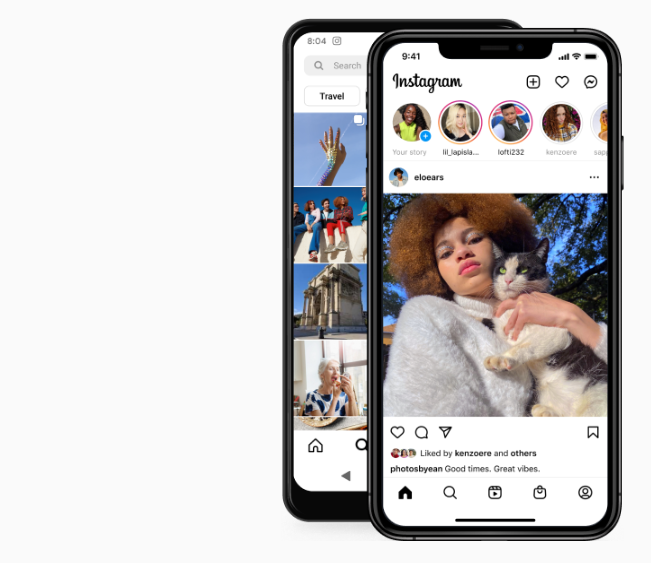 8:04
Search
Travel
9:41
Instagram
Your story lil_lapisla... lofti232 kenzoere sap
eloears
Liked by kenzoere and others
photosbyean Good times. Great vibes.